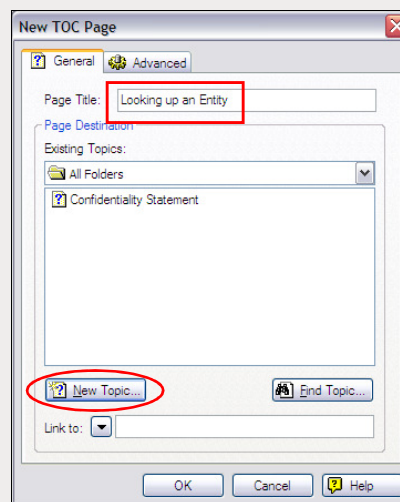 New TOC Page
General Advanced
Page Title: Looking up an Entity
Page Destination
Existing Topics:
All Folders
Confidentiality Statement
New Topic... Find Topic...
Link to:
OK Cancel Help